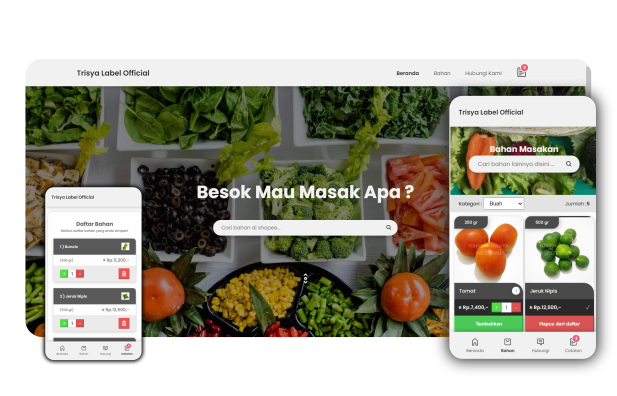 Trisya Label Official
Beranda
Bahan
Hubungi Kami
Besok Mau Masak Apa ?
Cari bahan di shopee..
Trisya Label Official
Daftar Bahan
Berikut daftar bahan yang anda simpan!
1 | Buncis
250 gr
± Rp.11,200,-
1
2 | Jeruk Nipis
500 gr
± Rp.12,500,-
1
Beranda
Bahan
Hubungi
Catatan
Trisya Label Official
Bahan Masakan
Cari bahan lainnya disini ...
Kategori : Buah
Jumlah : 6
250 gr
500 gr
Tomat
Jeruk Nipis
± Rp.7,400,-
1
± Rp.12,500,-
Tambahkan
Hapus dari daftar
Beranda
Bahan
Hubungi
Catatan